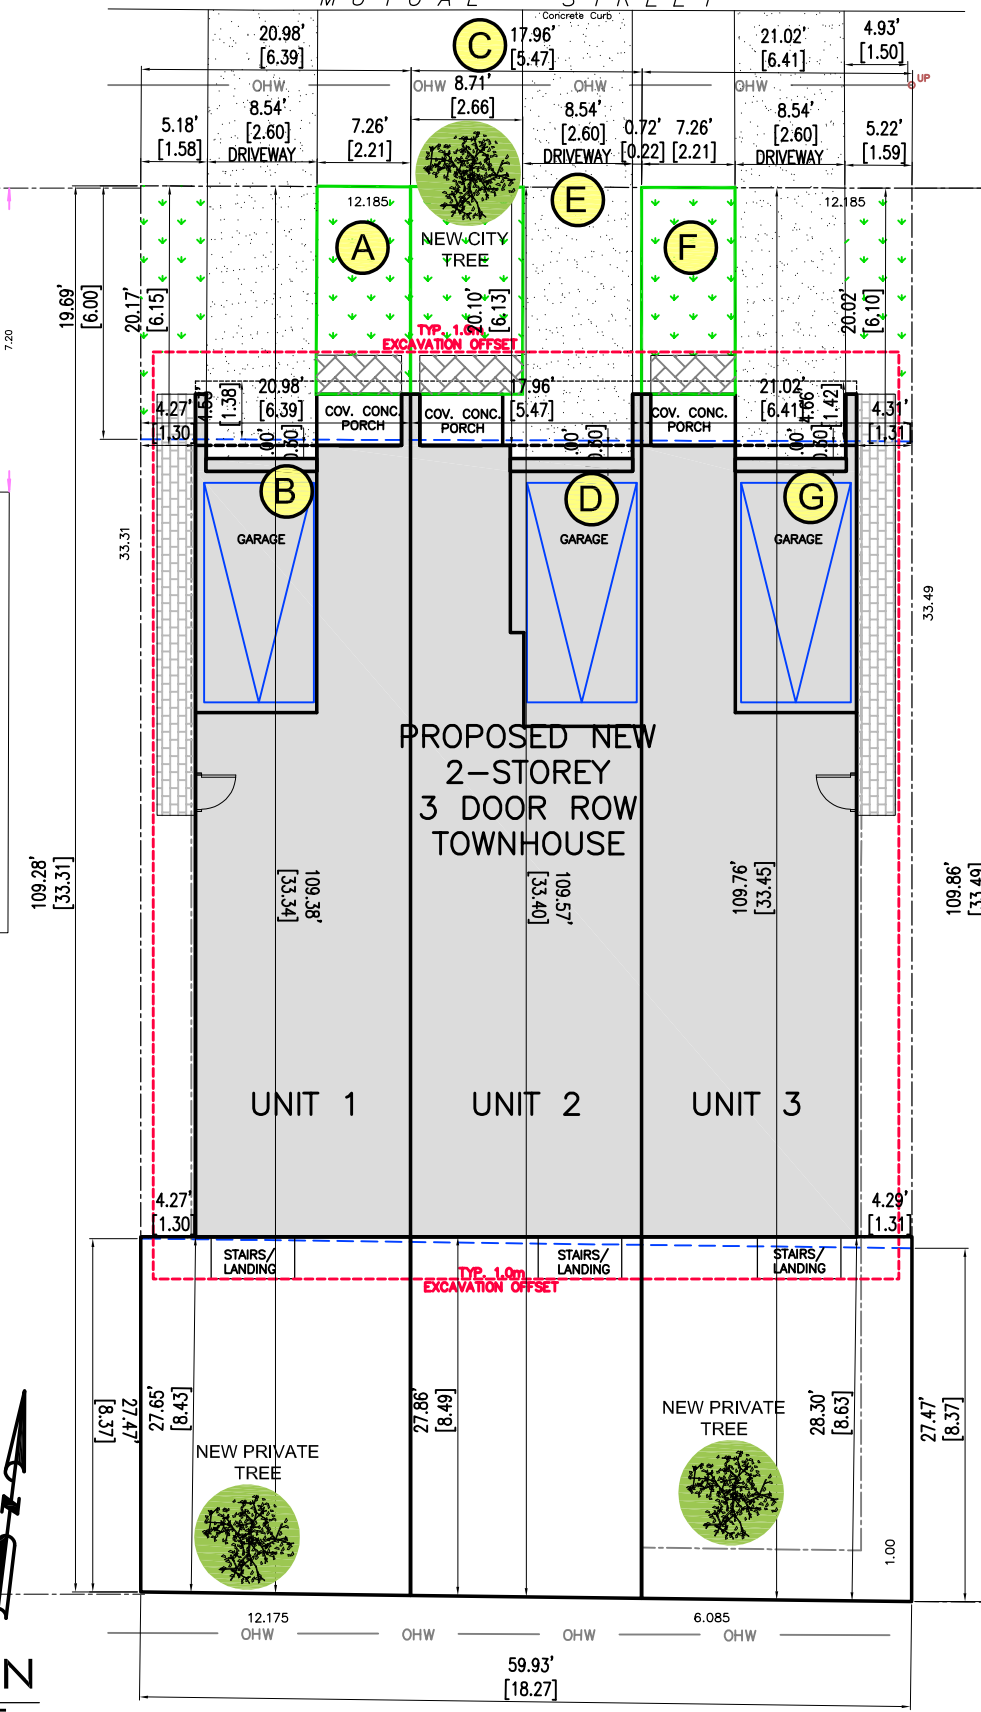 MUTUAL STREET
Concrete Curb
20.98'
[6.39]
C
17.96'
[5.47]
21.02'
[6.41]
4.93'
[1.50]
OHW
OHW
OHW
OHW
UP
8.71'
[2.66]
5.18'
[1.58]
8.54'
[2.60]
DRIVEWAY
7.26'
[2.21]
8.54'
[2.60]
DRIVEWAY
0.72'
[0.22]
7.26'
[2.21]
8.54'
[2.60]
DRIVEWAY
5.22'
[1.59]
12.185
E
12.185
A
NEW CITY
TREE
F
19.69'
[6.00]
20.17'
[6.15]
20.10'
[6.13]
20.02'
[6.10]
7.20
TYP. 1.0m
EXCAVATION OFFSET
4.27'
[1.30]
[1.38]
20.98'
[6.39]
COV. CONC.
PORCH
COV. CONC.
PORCH
17.96'
[5.47]
COV. CONC.
PORCH
21.02'
[6.41]
4.66'
[1.42]
4.31'
[1.31]
B
D
G
GARAGE
GARAGE
GARAGE
33.31
33.49
PROPOSED NEW
2-STOREY
3 DOOR ROW
TOWNHOUSE
109.28'
[33.31]
109.38'
[33.34]
109.57'
[33.40]
109.76'
[33.45]
109.86'
[33.49]
UNIT 1
UNIT 2
UNIT 3
4.27'
[1.30]
4.29'
[1.31]
STAIRS/
LANDING
STAIRS/
LANDING
STAIRS/
LANDING
TYP. 1.0m
EXCAVATION OFFSET
27.47'
[8.37]
27.65'
[8.43]
27.86'
[8.49]
28.30'
[8.63]
27.47'
[8.37]
NEW PRIVATE
TREE
NEW PRIVATE
TREE
1.00
N
12.175
6.085
OHW
OHW
OHW
OHW
59.93'
[18.27]